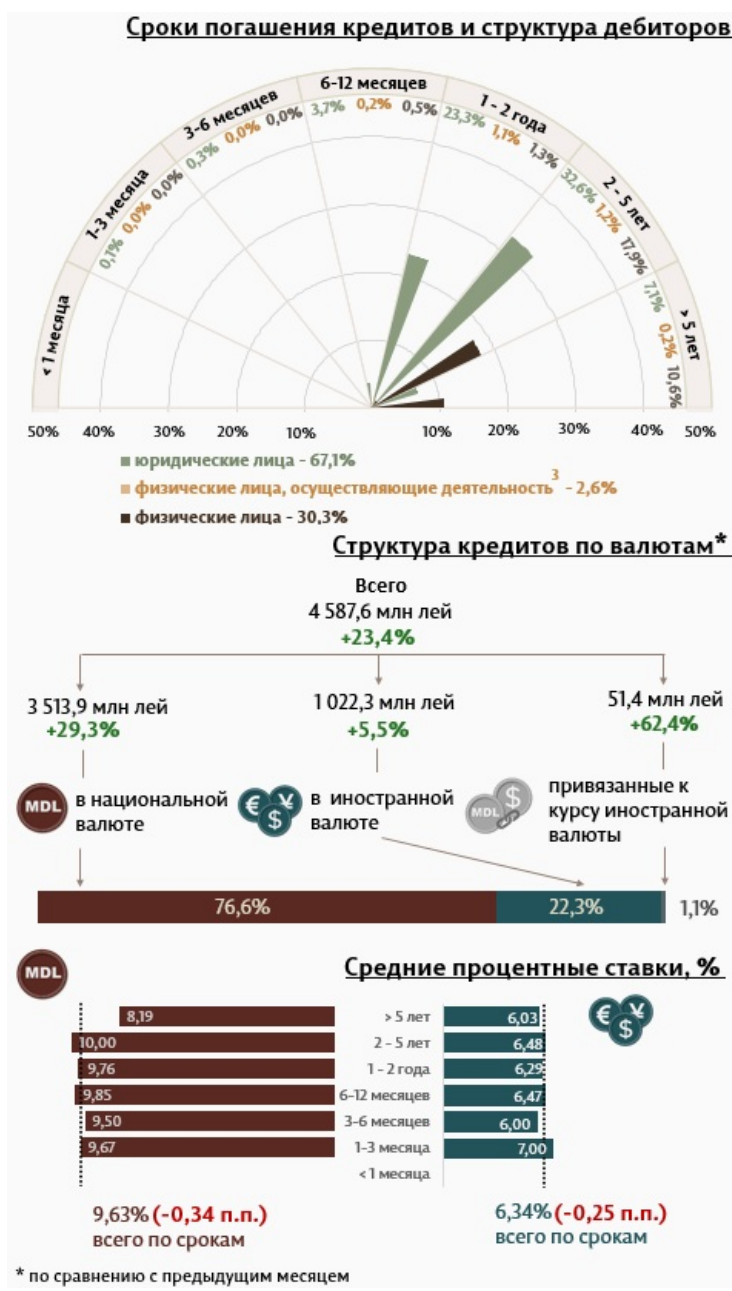 Сроки погашения кредитов и структура дебиторов
< 1 месяца
1-3 месяца
0,1% 0,0% 0,0%
3-6 месяцев
0,3% 0,0% 0,0%
6-12 месяцев
3,7% 0,2% 0,5%
1 - 2 года
23,3% 1,1% 1,3%
2 - 5 лет
32,6% 1,2% 17,9%
> 5 лет
7,1% 0,2% 10,6%
50% 40% 30% 20% 10% 10% 20% 30% 40% 50%
юридические лица - 67,1%
физические лица, осуществляющие деятельность3 - 2,6%
физические лица - 30,3%
Структура кредитов по валютам*
Всего
4 587,6 млн лей
+23,4%
3 513,9 млн лей 1 022,3 млн лей 51,4 млн лей
+29,3% +5,5% +62,4%
MDL в национальной валюте
€ ¥ $ в иностранной валюте
MDL $ привязанные к курсу иностранной валюты
76,6% 22,3% 1,1%
MDL Средние процентные ставки, %
8,19 > 5 лет 6,03 € ¥ $
10,00 2 - 5 лет 6,48
9,76 1 - 2 года 6,29
9,85 6-12 месяцев 6,47
9,50 3-6 месяцев 6,00
9,67 1-3 месяца 7,00
< 1 месяца
9,63% (-0,34 п.п.) 6,34% (-0,25 п.п.)
всего по срокам всего по срокам
* по сравнению с предыдущим месяцем